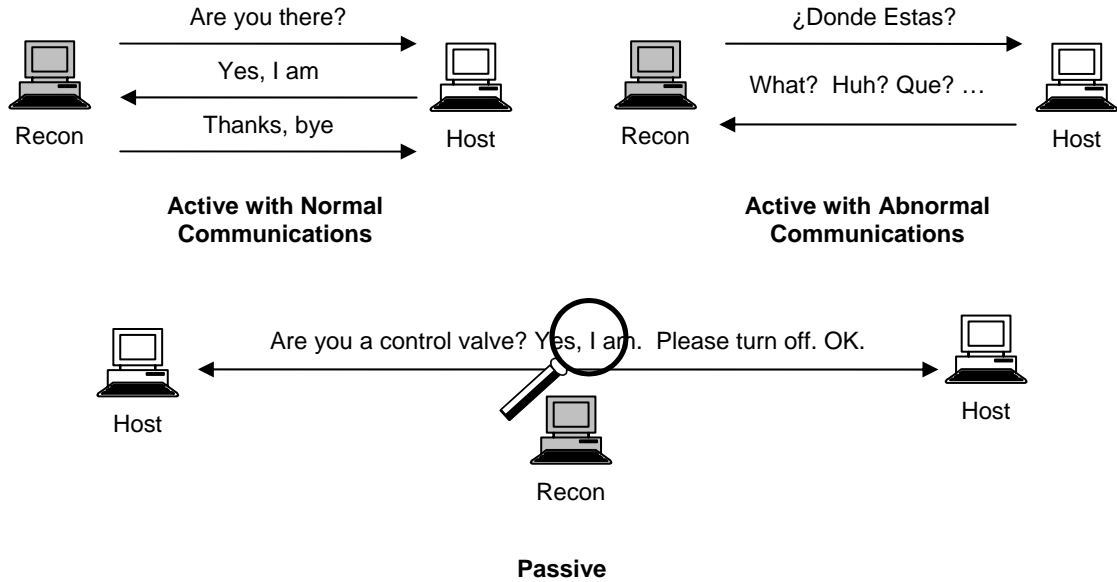 Are you there?
Yes, I am
Thanks, bye
Recon
Host
Active with Normal
Communications
¿Donde Estas?
What? Huh? Que? …
Recon
Host
Active with Abnormal
Communications
Are you a control valve? Yes, I am. Please turn off. OK.
Host
Host
Recon
Passive